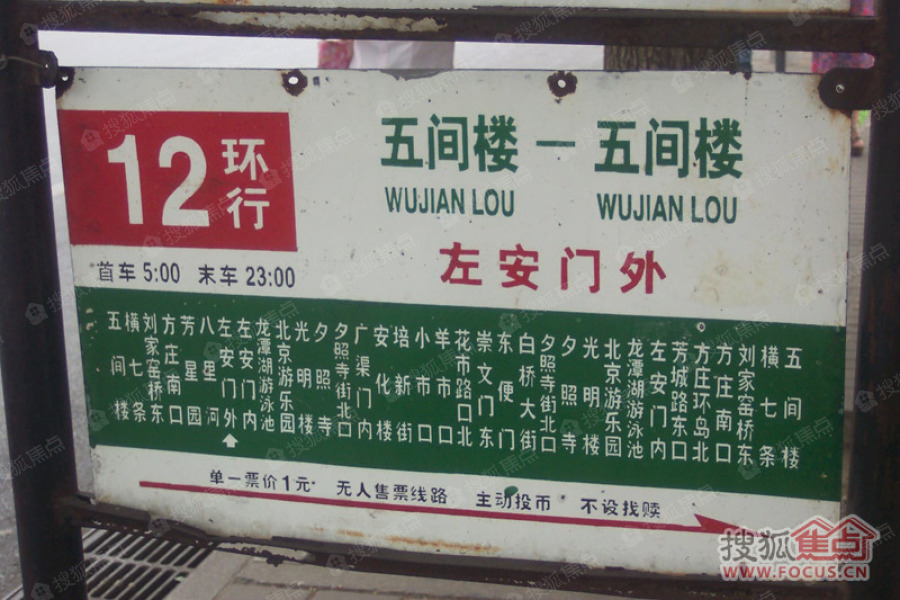 12 环行
五间楼 — 五间楼
WUJIAN LOU WUJIAN LOU
左安门外
首车 5:00 末车 23:00
五间楼
横七条
刘家窑桥东
方庄南口
芳星园
八里河
左安门外
左安门内
龙潭湖游泳池
北京游乐园
光明楼
夕照寺
夕照寺街北口
广渠门内
安化楼
培新街
小市口
羊市口
花市路口北
崇文门东
东便门
白桥大街
夕照寺街北口
夕照寺
光明楼
北京游乐园
龙潭湖游泳池
左安门内
芳城路东口
方庄环岛北
方庄南口
刘家窑桥东
横七条
五间楼
单一票价1元 无人售票线路 主动投币 不设找赎
搜狐焦点
WWW.FOCUS.CN